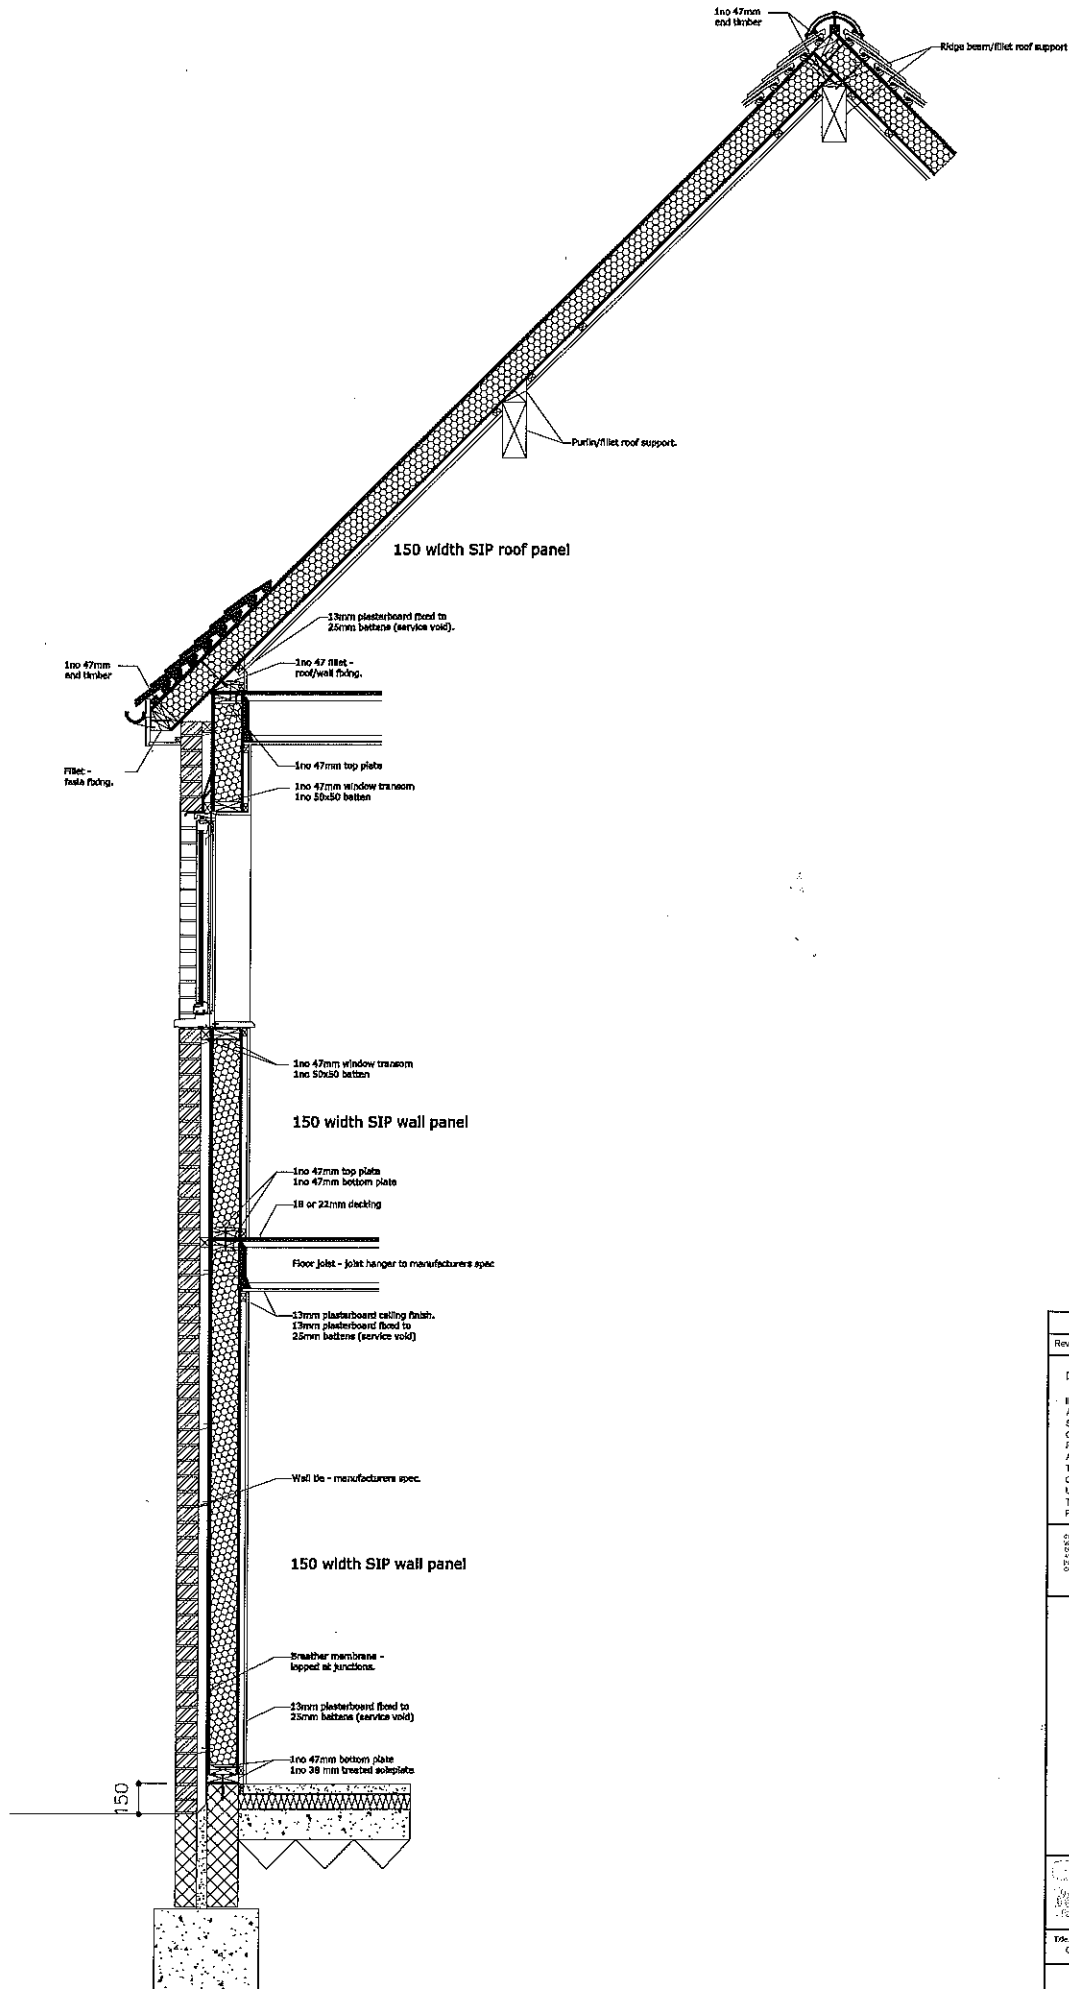 1no 47mm
end timber
Ridge beam/fillet roof support
Purlin/fillet roof support.
150 width SIP roof panel
13mm plasterboard fixed to
25mm battens (service void).
1no 47 fillet -
roof/wall fixing.
1no 47mm
end timber
Fillet -
fasia fixing.
1no 47mm top plate
1no 47mm window transom
1no 50x50 batten
1no 47mm window transom
1no 50x50 batten
150 width SIP wall panel
1no 47mm top plate
1no 47mm bottom plate
18 or 22mm decking
Floor joist - joist hanger to manufacturers spec
13mm plasterboard ceiling finish.
13mm plasterboard fixed to
25mm battens (service void)
Wall tie - manufacturers spec.
150 width SIP wall panel
Breather membrane -
lapped at junctions.
13mm plasterboard fixed to
25mm battens (service void)
1no 47mm bottom plate
1no 38 mm treated soleplate
150
Rev